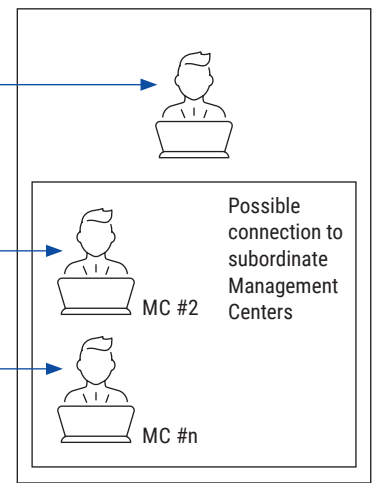 Possible
connection to
subordinate
Management
Centers
MC #2
MC #n